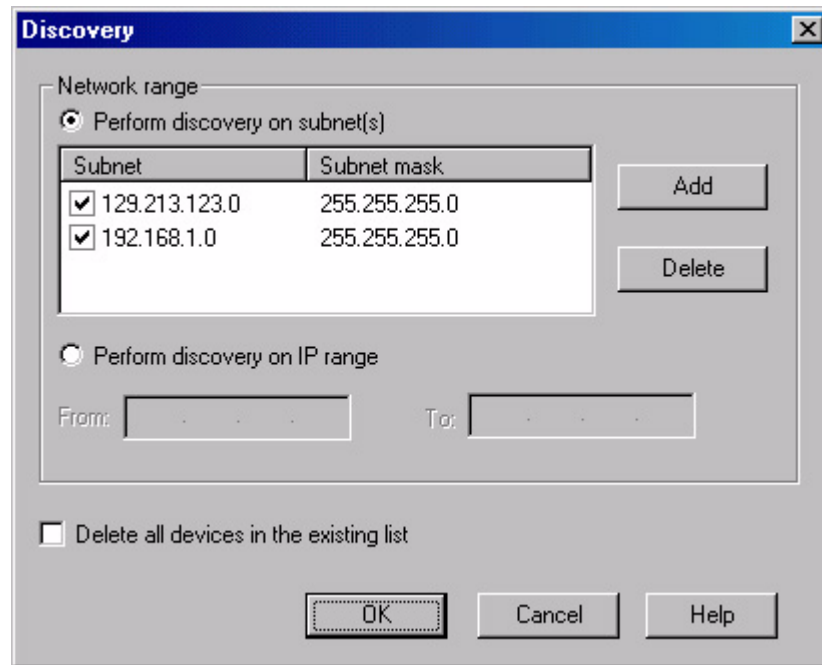 Discovery
Network range
Perform discovery on subnet(s)
Subnet Subnet mask
129.213.123.0 255.255.255.0
192.168.1.0 255.255.255.0
Add
Delete
Perform discovery on IP range
From: . . . To: . . .
Delete all devices in the existing list
OK Cancel Help